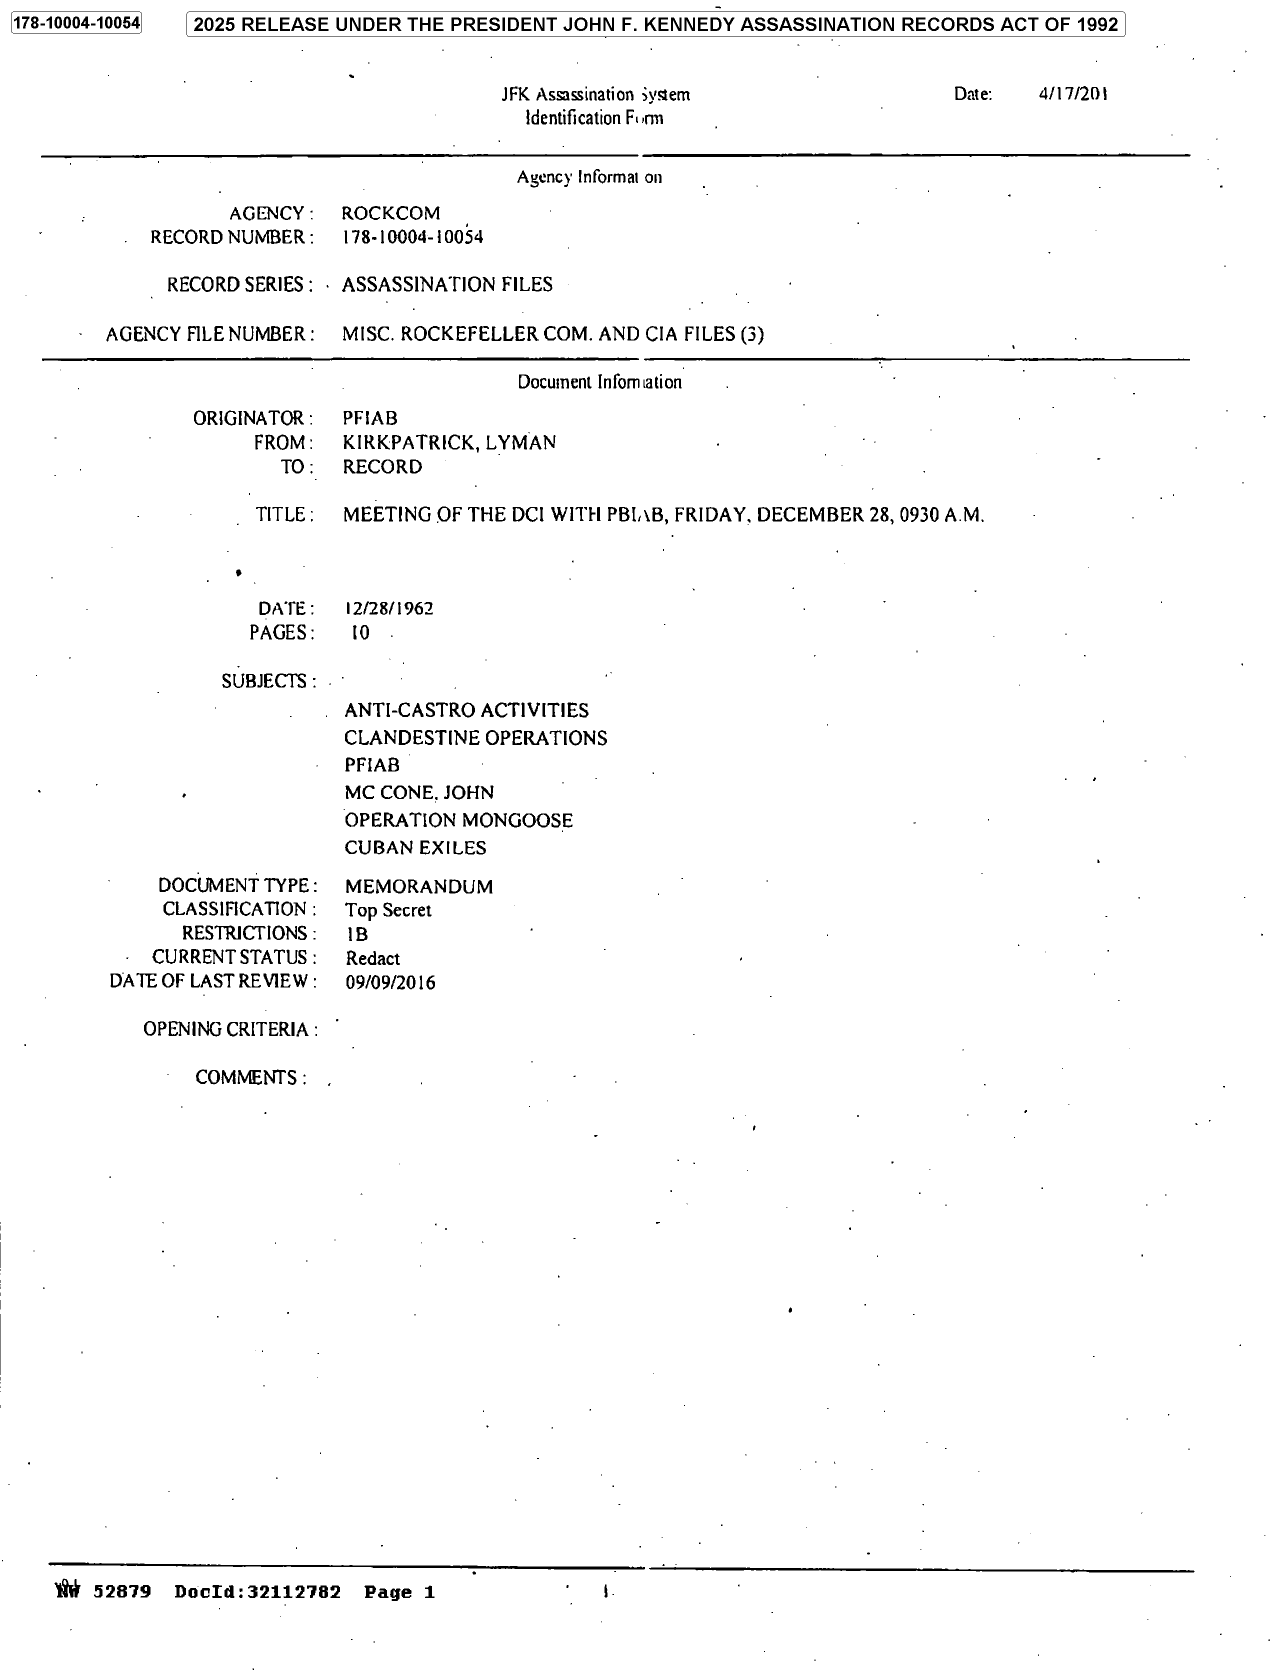 178-10004-10054
2025 RELEASE UNDER THE PRESIDENT JOHN F. KENNEDY ASSASSINATION RECORDS ACT OF 1992
JFK Assassination System
Identification Form
Date: 4/17/201
Agency Information
AGENCY : ROCKCOM
RECORD NUMBER : 178-10004-10054
RECORD SERIES : ASSASSINATION FILES
AGENCY FILE NUMBER : MISC. ROCKEFELLER COM. AND CIA FILES (3)
Document Information
ORIGINATOR : PFIAB
FROM : KIRKPATRICK, LYMAN
TO : RECORD
TITLE : MEETING OF THE DCI WITH PBIAB, FRIDAY, DECEMBER 28, 0930 A.M.
DATE : 12/28/1962
PAGES : 10
SUBJECTS :
ANTI-CASTRO ACTIVITIES
CLANDESTINE OPERATIONS
PFIAB
MC CONE, JOHN
OPERATION MONGOOSE
CUBAN EXILES
DOCUMENT TYPE : MEMORANDUM
CLASSIFICATION : Top Secret
RESTRICTIONS : 1B
CURRENT STATUS : Redact
DATE OF LAST REVIEW : 09/09/2016
OPENING CRITERIA :
COMMENTS :
52879 DocId:32112782 Page 1